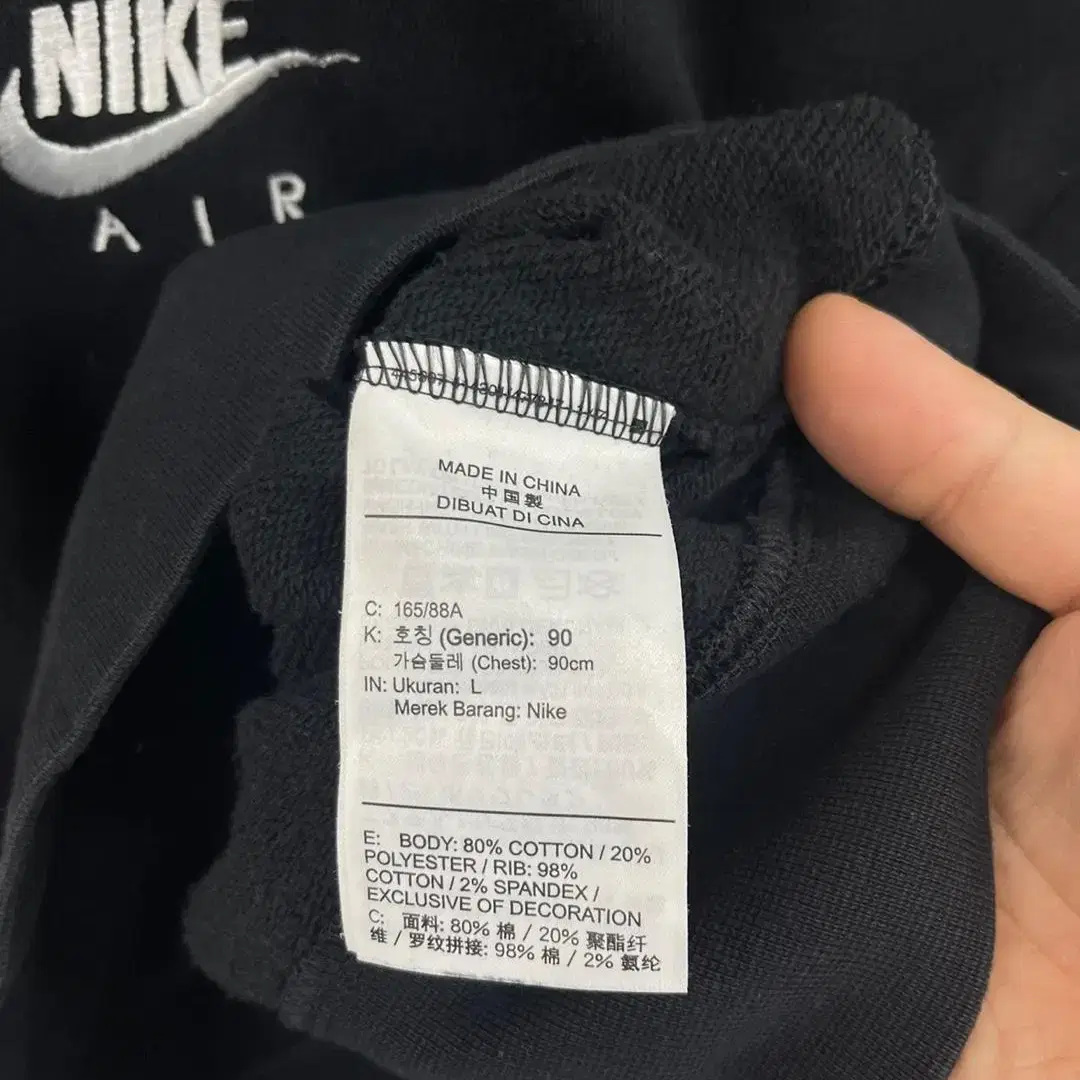 NIKE
AIR
MADE IN CHINA
中国製
DIBUAT DI CINA
C: 165/88A
K: 호칭 (Generic): 90
가슴둘레 (Chest): 90cm
IN: Ukuran: L
Merek Barang: Nike
E: BODY: 80% COTTON / 20%
POLYESTER / RIB: 98%
COTTON / 2% SPANDEX /
EXCLUSIVE OF DECORATION
C: 面料: 80% 棉 / 20% 聚酯纤
维 / 罗纹拼接: 98% 棉 / 2% 氨纶